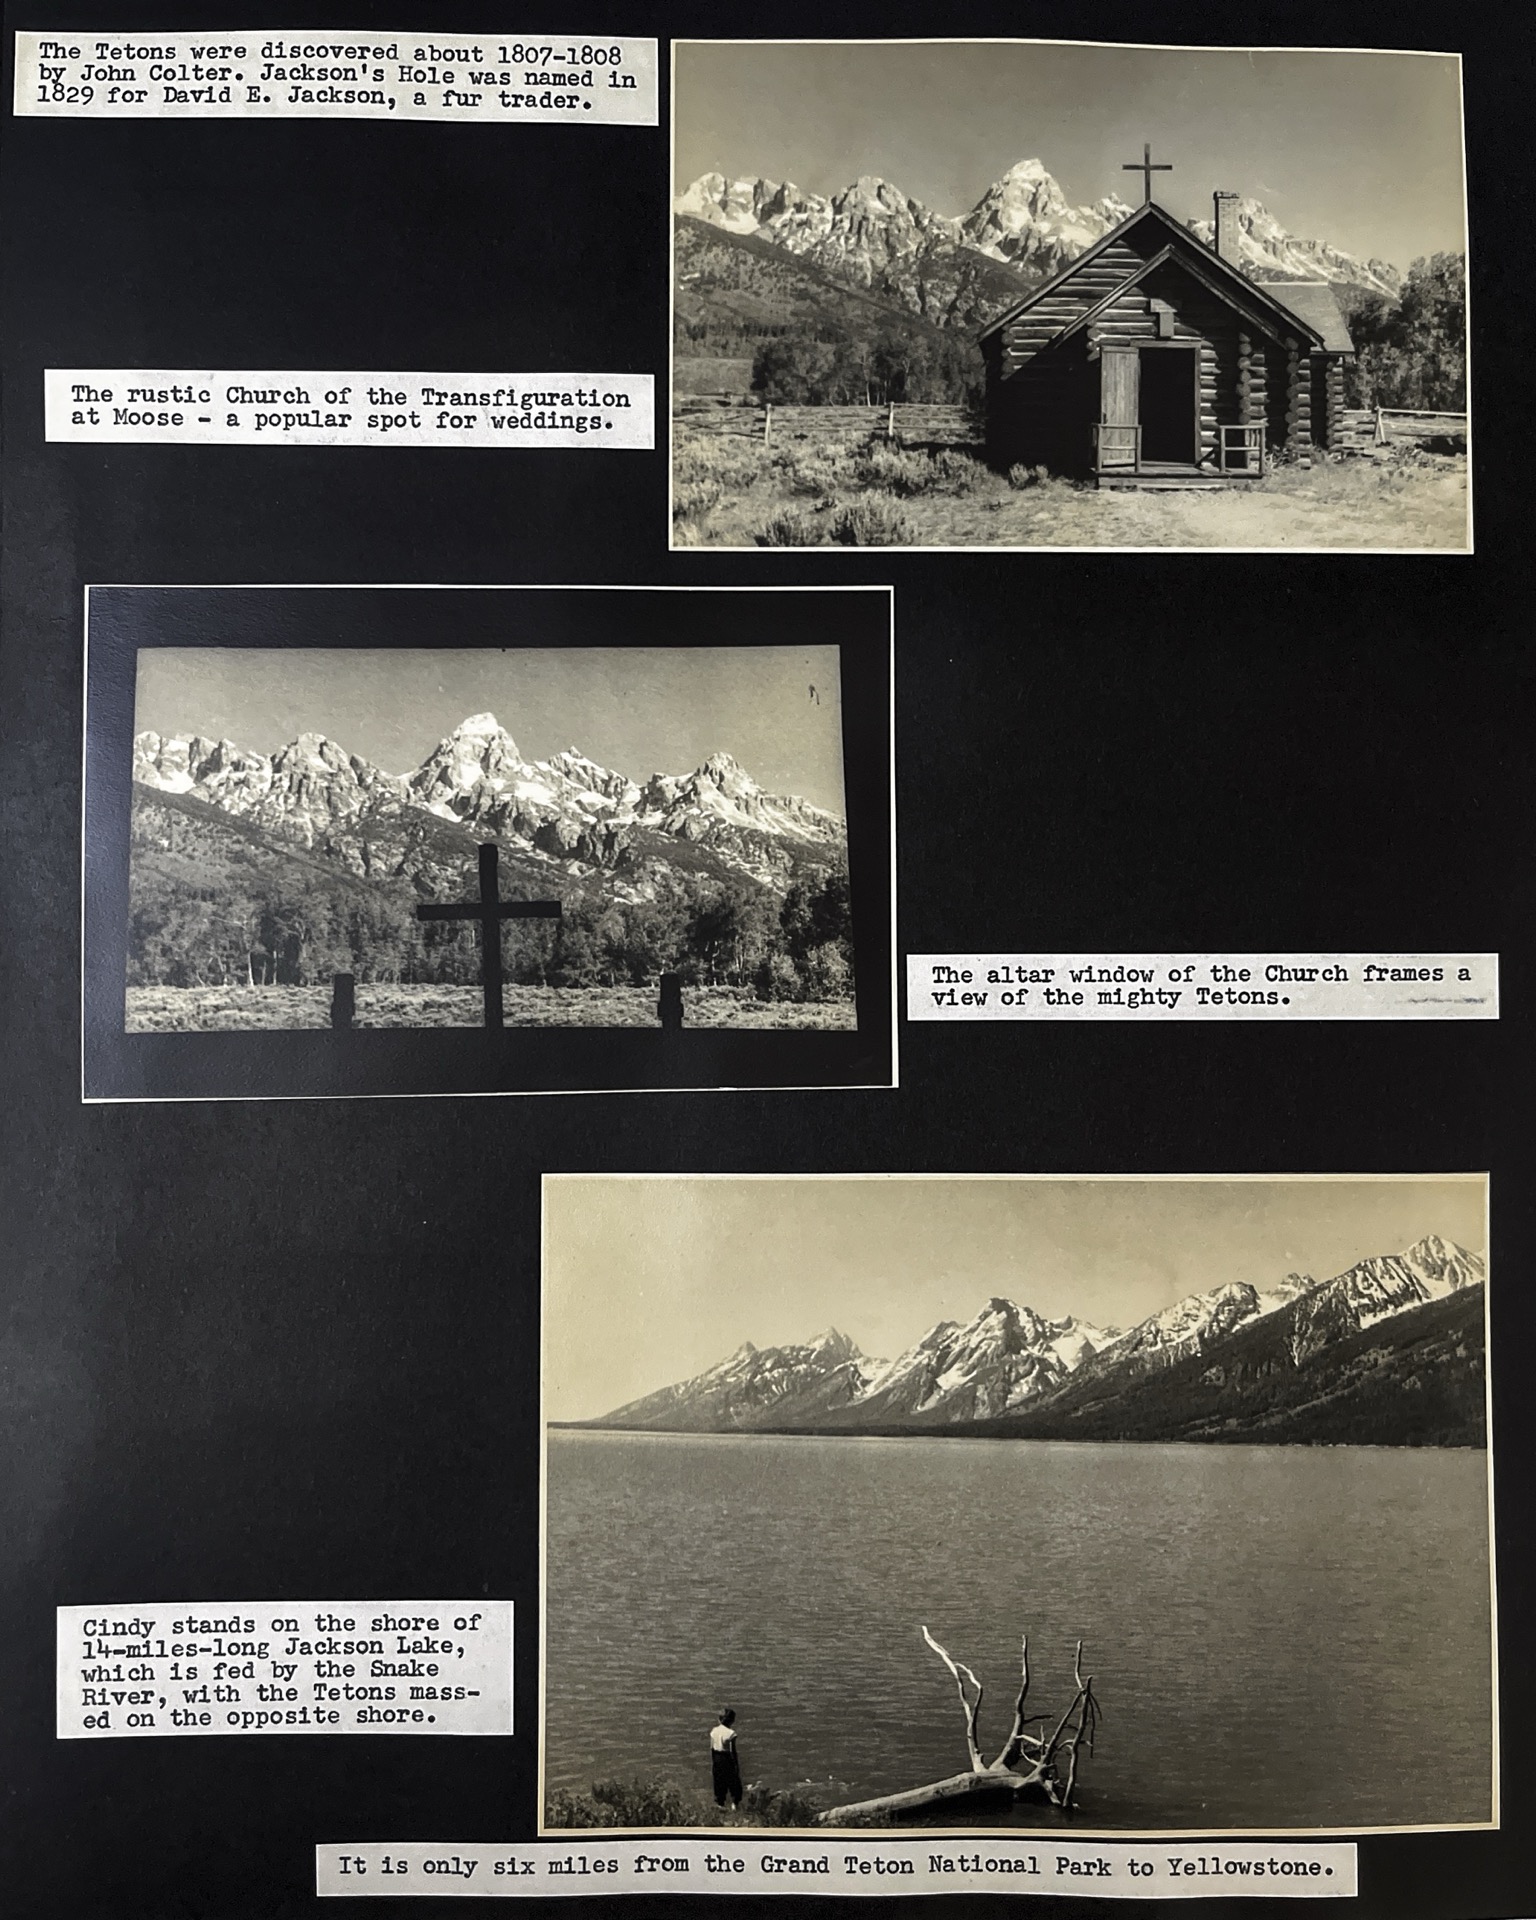 The Tetons were discovered about 1807-1808
by John Colter. Jackson's Hole was named in
1829 for David E. Jackson, a fur trader.
The rustic Church of the Transfiguration
at Moose - a popular spot for weddings.
The altar window of the Church frames a
view of the mighty Tetons.
Cindy stands on the shore of
14-miles-long Jackson Lake,
which is fed by the Snake
River, with the Tetons mass-
ed on the opposite shore.
It is only six miles from the Grand Teton National Park to Yellowstone.